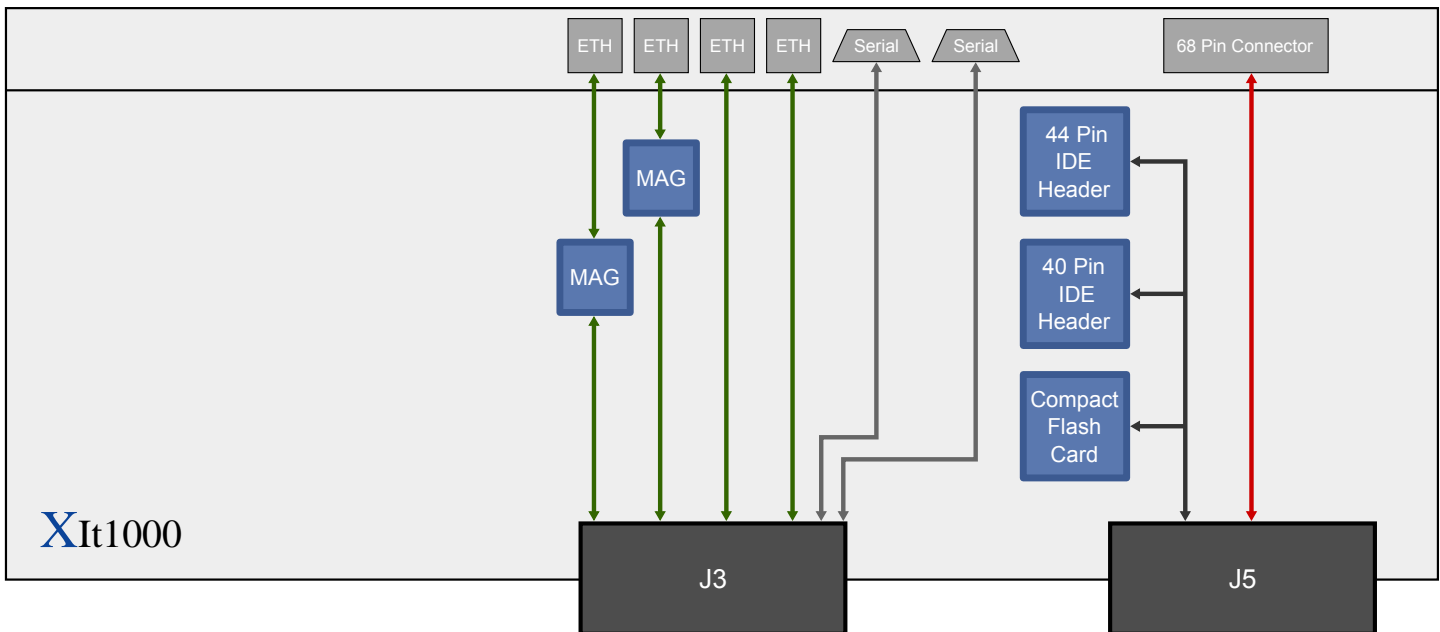 ETH
ETH
ETH
ETH
Serial
Serial
68 Pin Connector
44 Pin
IDE
Header
MAG
MAG
40 Pin
IDE
Header
Compact
Flash
Card
XIt1000
J3
J5